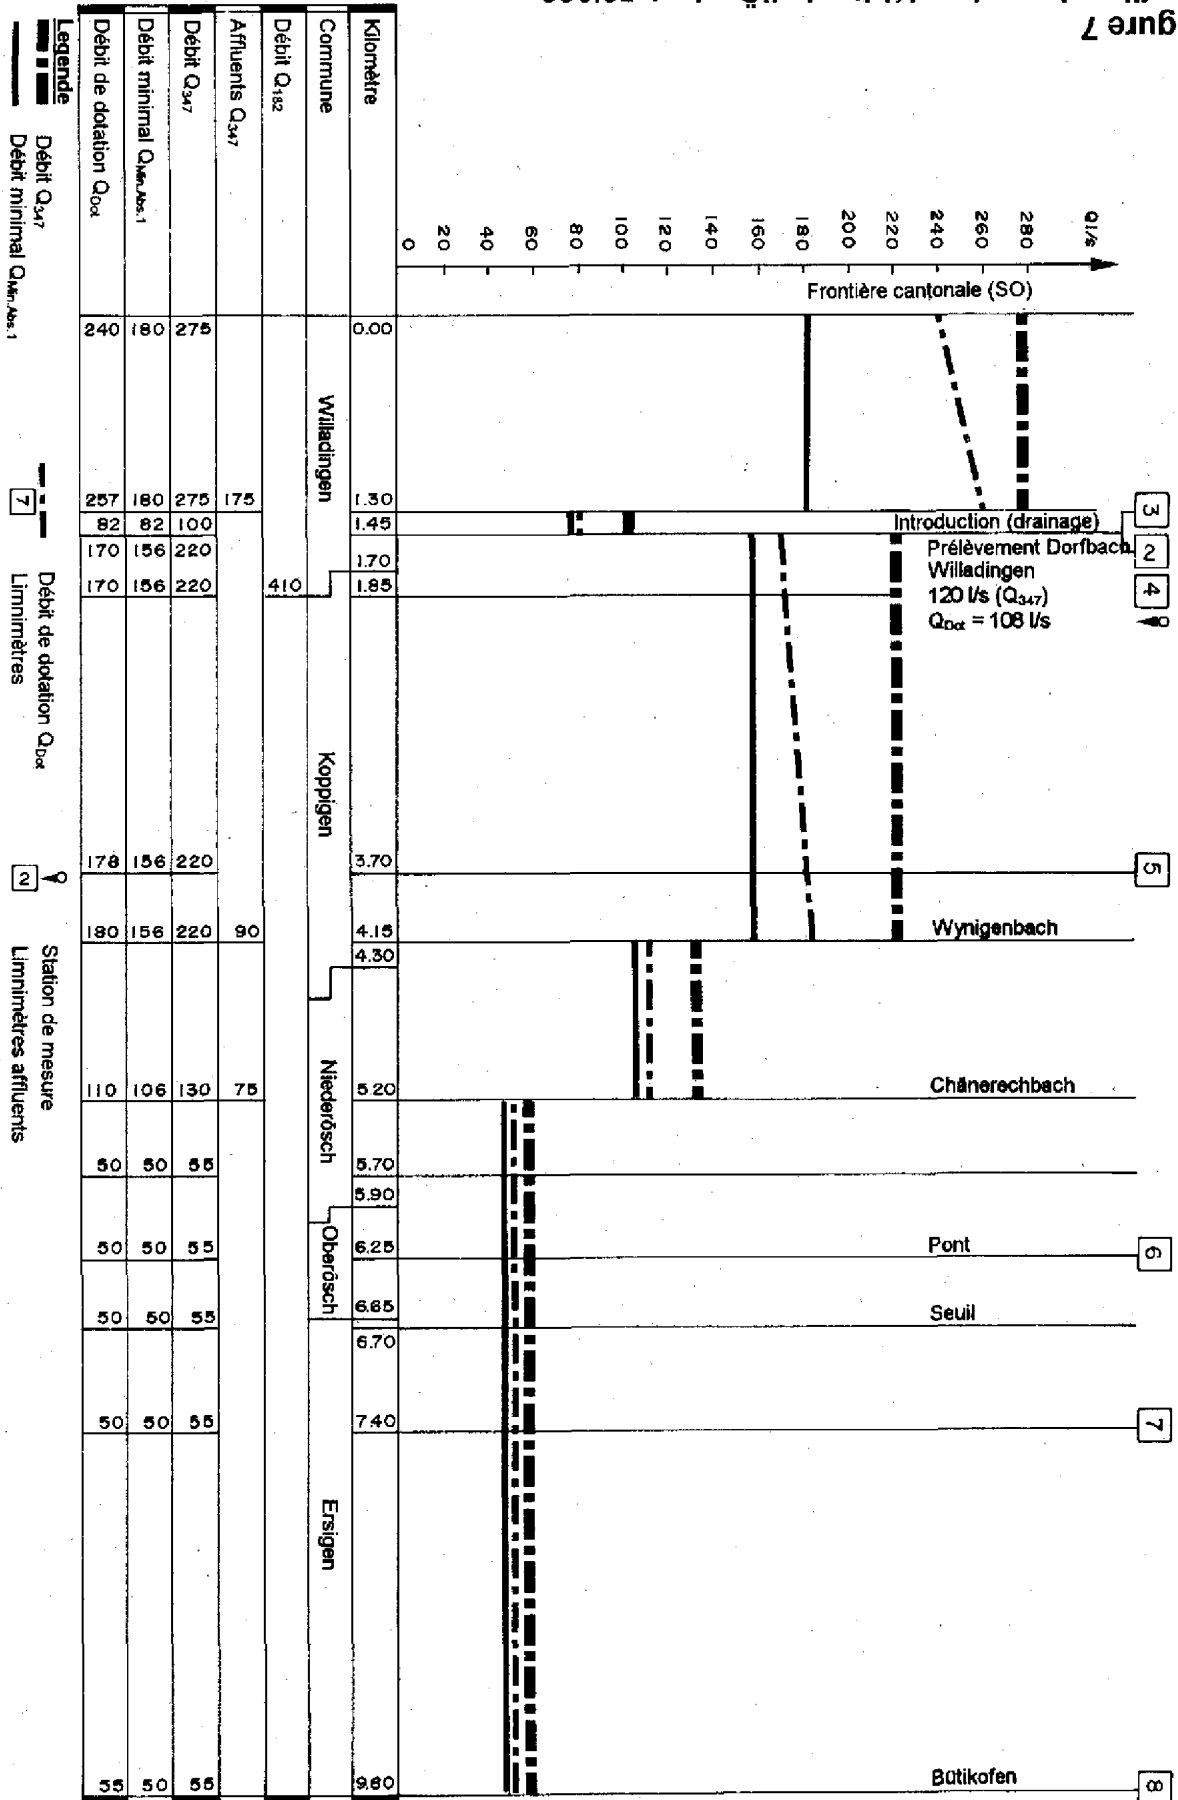 gure 7
Q l/s
280
260
240
220
200
180
160
140
120
100
80
60
40
20
0
Frontière cantonale (SO)
Introduction (drainage)
Prélèvement Dorfbach
Willadingen
120 l/s (Q347)
QDot = 108 l/s
Wynigenbach
Chänerechbach
Pont
Seuil
Bütikofen
3
2
4
5
6
7
8
Kilomètre
0.00
1.30
1.45
1.70
1.85
3.70
4.15
4.30
5.20
5.70
5.90
6.25
6.65
6.70
7.40
9.60
Commune
Willadingen
Koppigen
Niederösch
Oberösch
Ersigen
Débit Q182
410
Affluents Q347
175
90
75
Débit Q347
275
275
100
220
220
220
220
130
55
55
55
55
55
Débit minimal QMin.Abs.1
180
180
82
156
156
156
156
106
50
50
50
50
50
Débit de dotation QDot
240
257
82
170
170
178
180
110
50
50
50
50
55
Legende
Débit Q347
Débit de dotation QDot
Station de mesure
Débit minimal QMin.Abs.1
7
Limnimètres
2
Limnimètres affluents